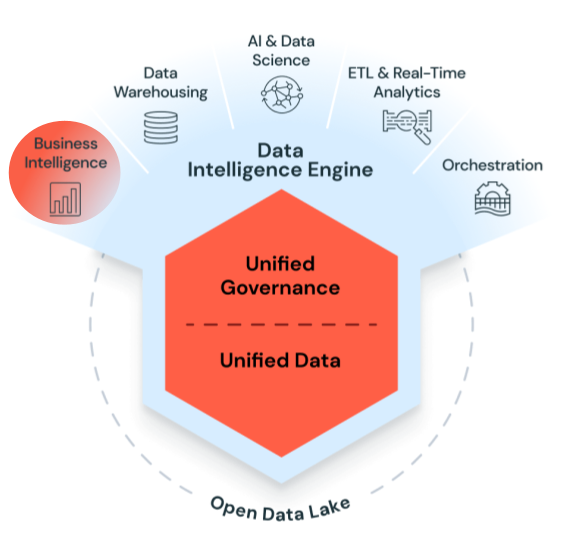 AI & Data
Science
Data
Warehousing
ETL & Real-Time
Analytics
Business
Intelligence
Orchestration
Data
Intelligence Engine
Unified
Governance
Unified Data
Open Data Lake